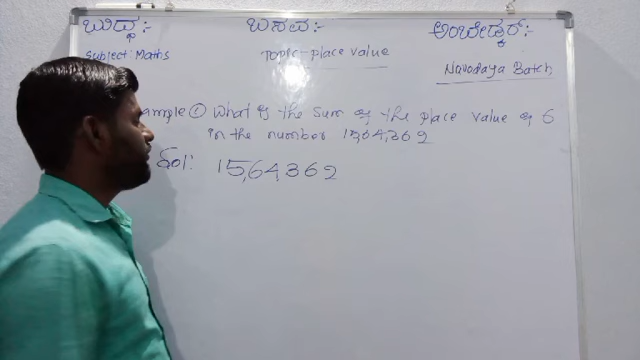 ಬುದ್ಧ:- ಬಸವ:- ಅಂಬೇಡ್ಕರ್:-
Subject: Maths Topic-place value
Navodaya Batch
ample ① What is the sum of the place value of 6
in the number 15,64,362
Sol: 15,64,362